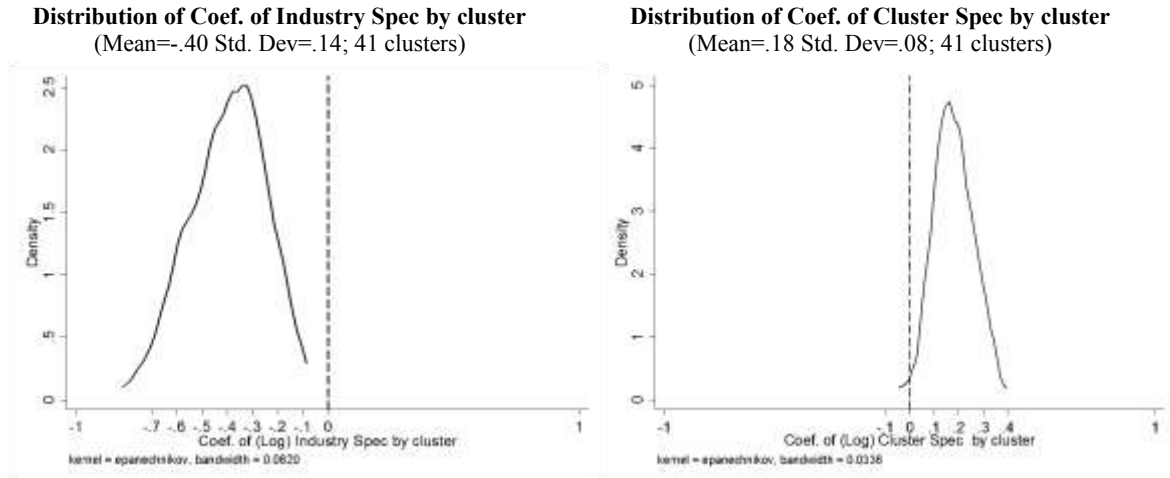 Distribution of Coef. of Industry Spec by cluster
(Mean=-.40 Std. Dev=.14; 41 clusters)
2.5
2
1.5
1
.5
0
Density
-1 -.7 -.6 -.5 -.4 -.3 -.2 -.1 0 1
Coef. of (Log) Industry Spec by cluster
kernel = epanechnikov, bandwidth = 0.0620
Distribution of Coef. of Cluster Spec by cluster
(Mean=.18 Std. Dev=.08; 41 clusters)
5
4
3
2
1
0
Density
-1 -.1 0 .1 .2 .3 .4 1
Coef. of (Log) Cluster Spec by cluster
kernel = epanechnikov, bandwidth = 0.0336